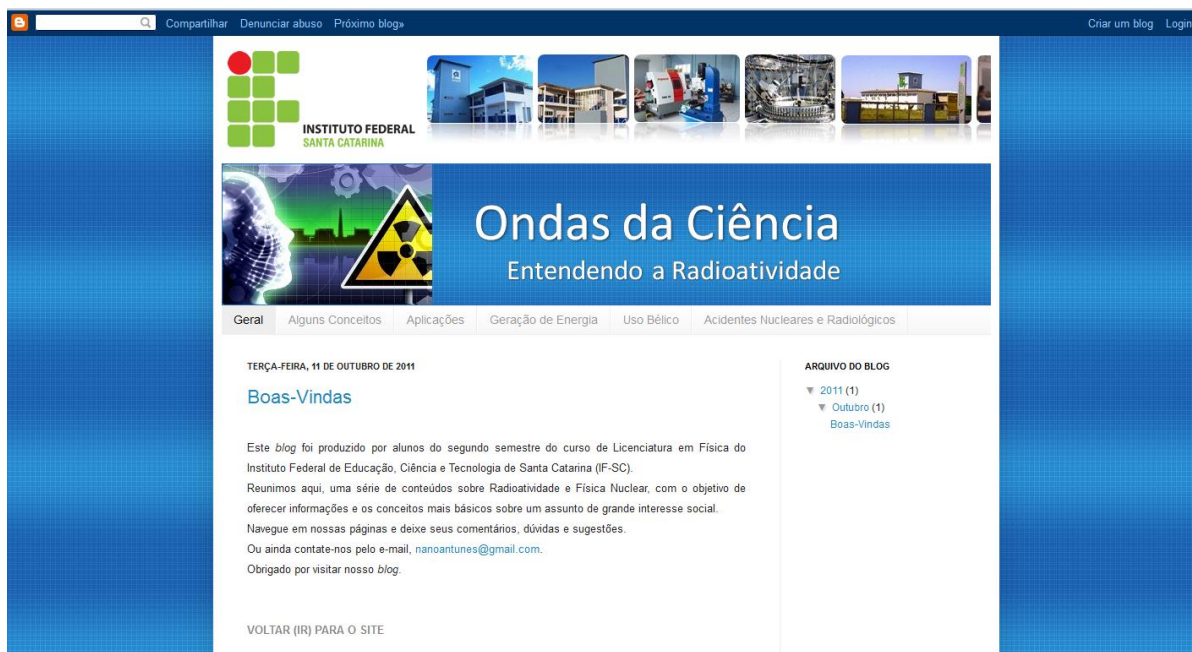 Compartilhar Denunciar abuso Próximo blog» Criar um blog Login
INSTITUTO FEDERAL
SANTA CATARINA
Ondas da Ciência
Entendendo a Radioatividade
Geral Alguns Conceitos Aplicações Geração de Energia Uso Bélico Acidentes Nucleares e Radiológicos
TERÇA-FEIRA, 11 DE OUTUBRO DE 2011
Boas-Vindas
Este blog foi produzido por alunos do segundo semestre do curso de Licenciatura em Física do
Instituto Federal de Educação, Ciência e Tecnologia de Santa Catarina (IF-SC).
Reunimos aqui, uma série de conteúdos sobre Radioatividade e Física Nuclear, com o objetivo de
oferecer informações e os conceitos mais básicos sobre um assunto de grande interesse social.
Navegue em nossas páginas e deixe seus comentários, dúvidas e sugestões.
Ou ainda contate-nos pelo e-mail, nanoantunes@gmail.com.
Obrigado por visitar nosso blog.
VOLTAR (IR) PARA O SITE
ARQUIVO DO BLOG
▼ 2011 (1)
▼ Outubro (1)
Boas-Vindas